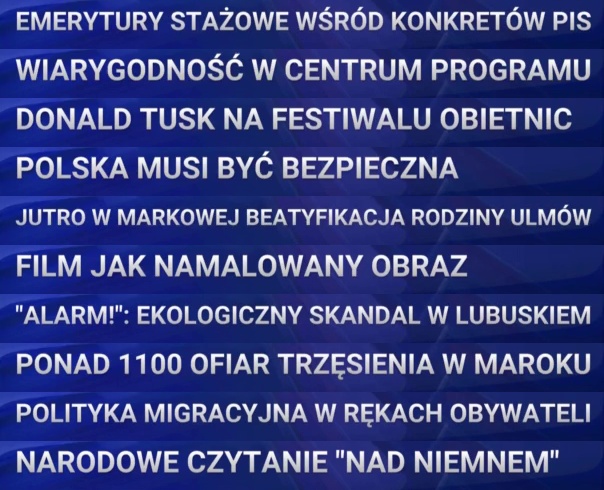 EMERYTURY STAŻOWE WŚRÓD KONKRETÓW PIS
WIARYGODNOŚĆ W CENTRUM PROGRAMU
DONALD TUSK NA FESTIWALU OBIETNIC
POLSKA MUSI BYĆ BEZPIECZNA
JUTRO W MARKOWEJ BEATYFIKACJA RODZINY ULMÓW
FILM JAK NAMALOWANY OBRAZ
"ALARM!": EKOLOGICZNY SKANDAL W LUBUSKIEM
PONAD 1100 OFIAR TRZĘSIENIA W MAROKU
POLITYKA MIGRACYJNA W RĘKACH OBYWATELI
NARODOWE CZYTANIE "NAD NIEMNEM"